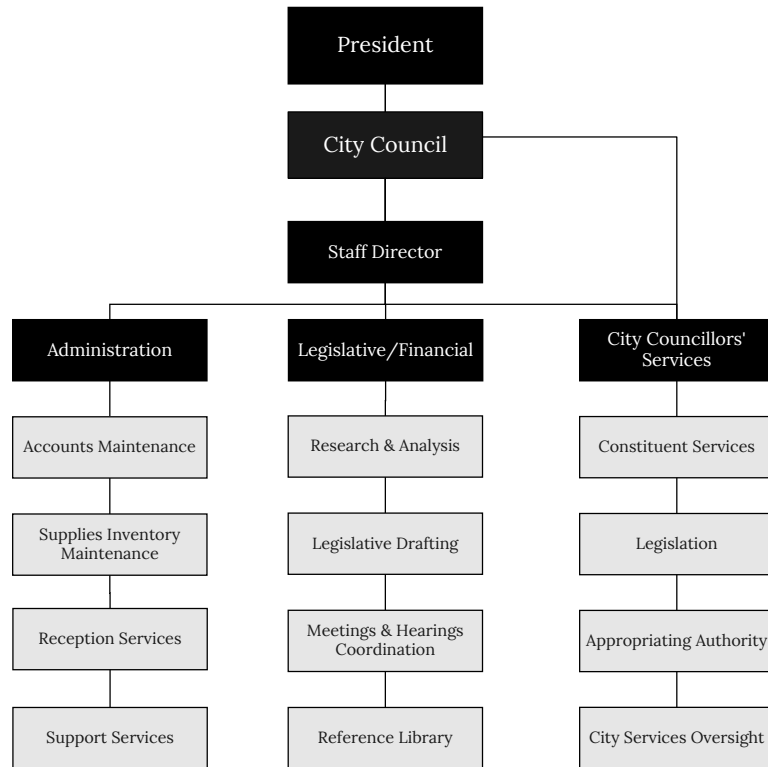 President
City Council
Staff Director
Administration
Legislative/Financial
City Councillors'
Services
Accounts Maintenance
Research & Analysis
Constituent Services
Supplies Inventory
Maintenance
Legislative Drafting
Legislation
Reception Services
Meetings & Hearings
Coordination
Appropriating Authority
Support Services
Reference Library
City Services Oversight